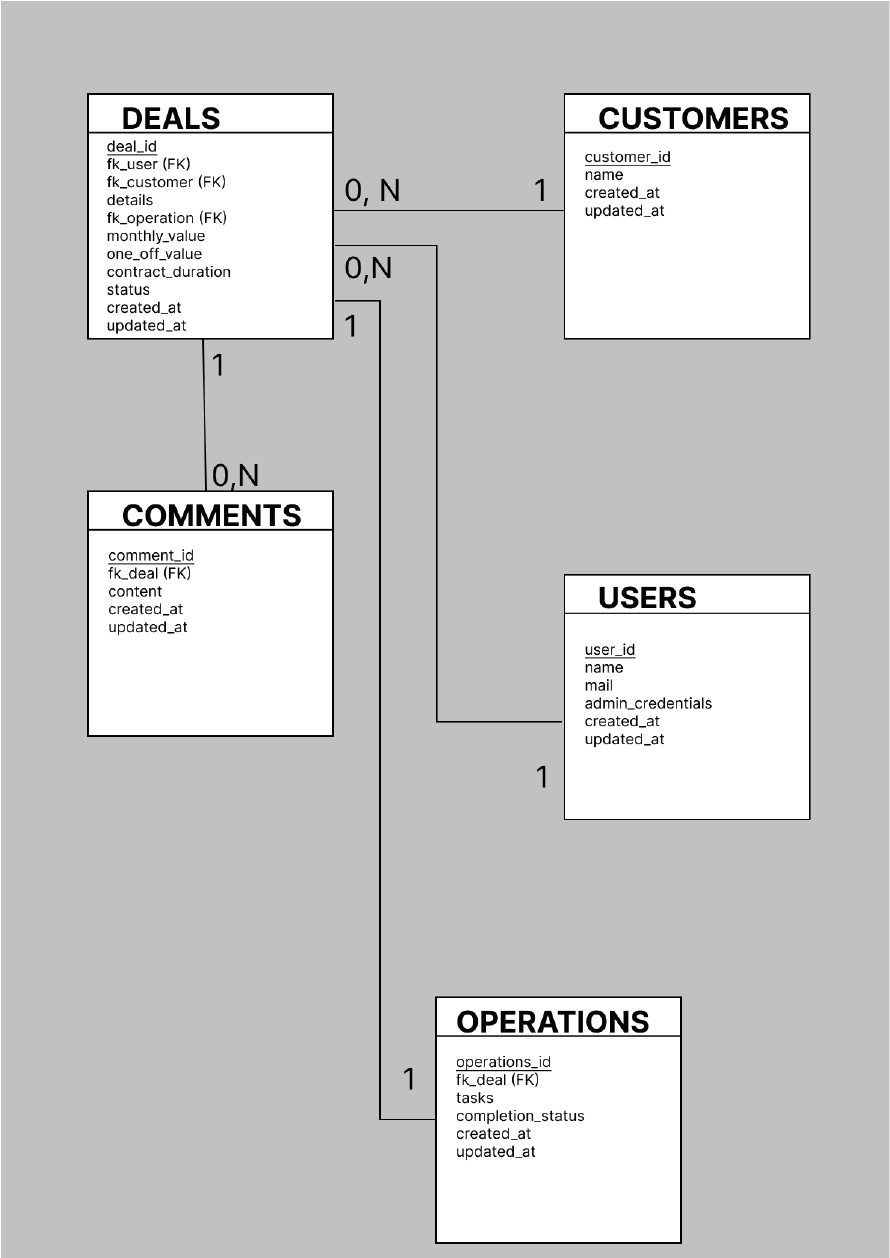 DEALS
deal_id
fk_user (FK)
fk_customer (FK)
details
fk_operation (FK)
monthly_value
one_off_value
contract_duration
status
created_at
updated_at
CUSTOMERS
customer_id
name
created_at
updated_at
0, N
1
0,N
1
1
0,N
COMMENTS
comment_id
fk_deal (FK)
content
created_at
updated_at
USERS
user_id
name
mail
admin_credentials
created_at
updated_at
1
OPERATIONS
operations_id
fk_deal (FK)
tasks
completion_status
created_at
updated_at
1